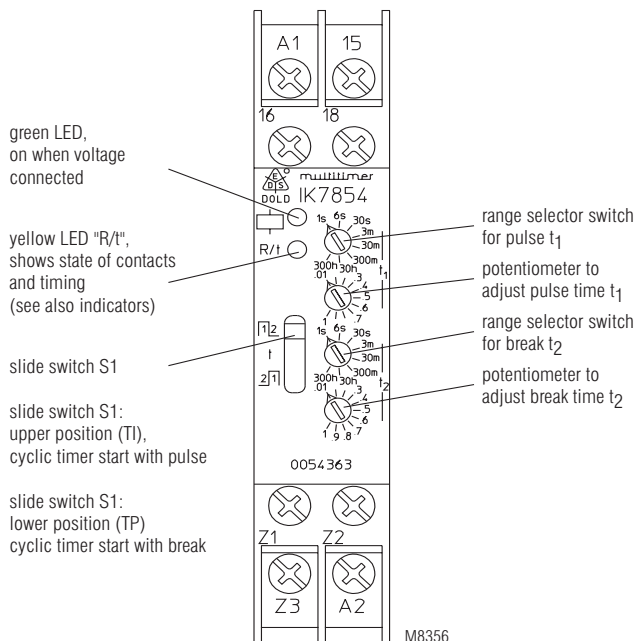 A1 15
16 18
green LED,
on when voltage
connected
E
D S
DOLD
multitimer
IK7854
yellow LED "R/t",
shows state of contacts
and timing
(see also indicators)
R/t
slide switch S1
1 2
t
2 1
slide switch S1:
upper position (TI),
cyclic timer start with pulse
slide switch S1:
lower position (TP)
cyclic timer start with break
1s 6s 30s
3m
30m
300m
30h
300h
t1
.01 .3
.4
.5
.6
.7
1
1s 6s 30s
3m
30m
300m
30h
300h
t2
.01 .3
.4
.5
.6
.7
.8
.9
1
range selector switch
for pulse t1
potentiometer to
adjust pulse time t1
range selector switch
for break t2
potentiometer to
adjust break time t2
0054363
Z1 Z2
Z3 A2
M8356